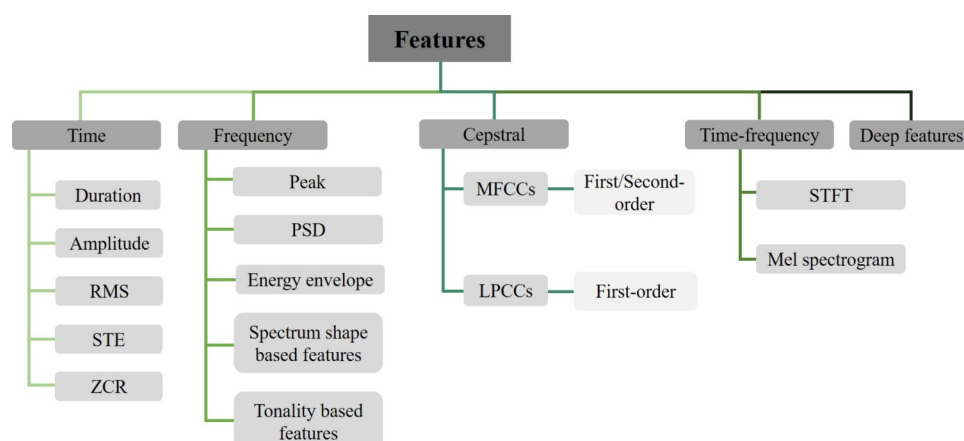 Features
Time
Frequency
Cepstral
Time-frequency
Deep features
Duration
Amplitude
RMS
STE
ZCR
Peak
PSD
Energy envelope
Spectrum shape
based features
Tonality based
features
MFCCs
First/Second-
order
LPCCs
First-order
STFT
Mel spectrogram